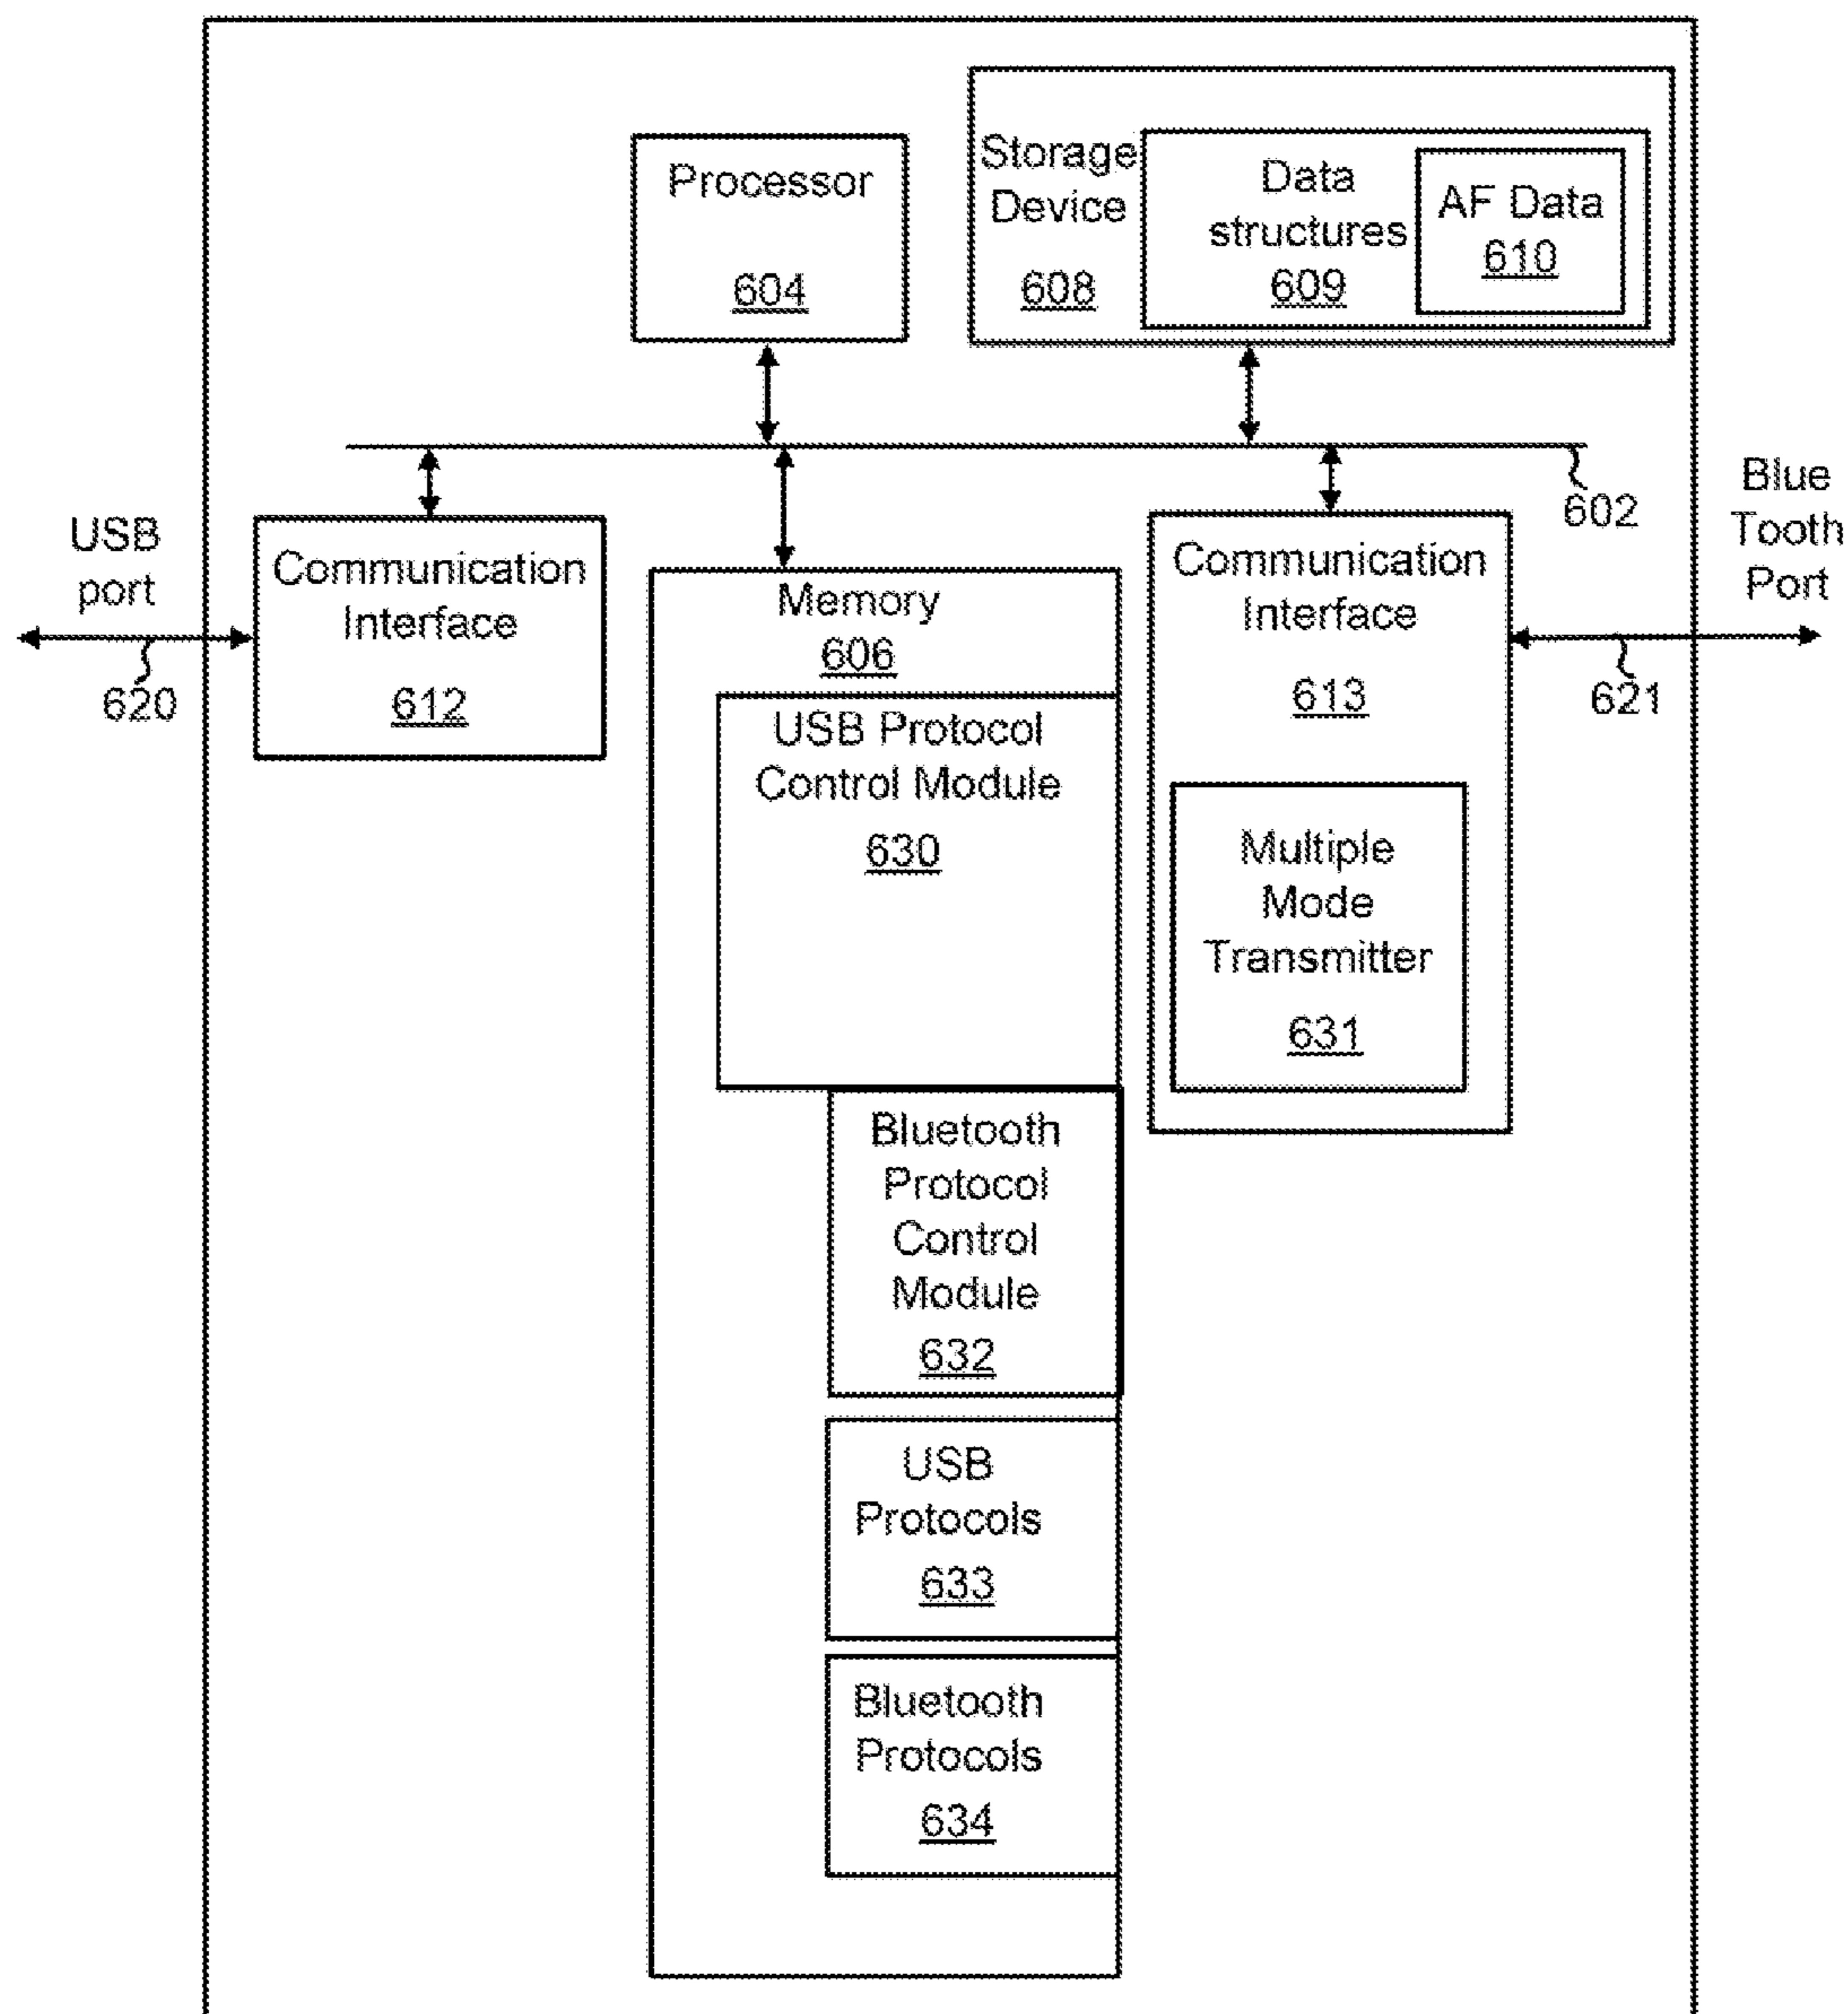 Processor
604
Storage
Device
608
Data
structures
609
AF Data
610
602
USB
port
620
Communication
Interface
612
Memory
606
USB Protocol
Control Module
630
Bluetooth
Protocol
Control
Module
632
USB
Protocols
633
Bluetooth
Protocols
634
Communication
Interface
613
Multiple
Mode
Transmitter
631
Blue
Tooth
Port
621